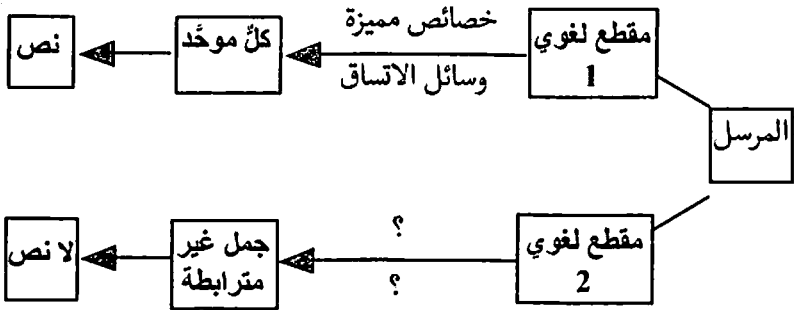 المرسل
مقطع لغوي
1
خصائص مميزة
وسائل الاتساق
كلٌّ موحَّد
نص
مقطع لغوي
2
؟
؟
جمل غير
مترابطة
لا نص